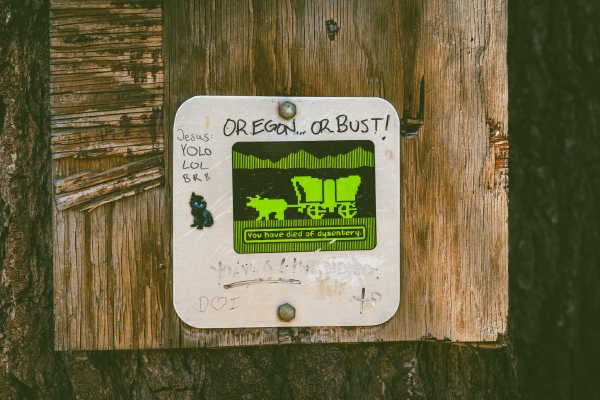 OREGON... OR BUST!
Jesus:
YOLO
LOL
BRB
You have died of dysentery.
D♡I